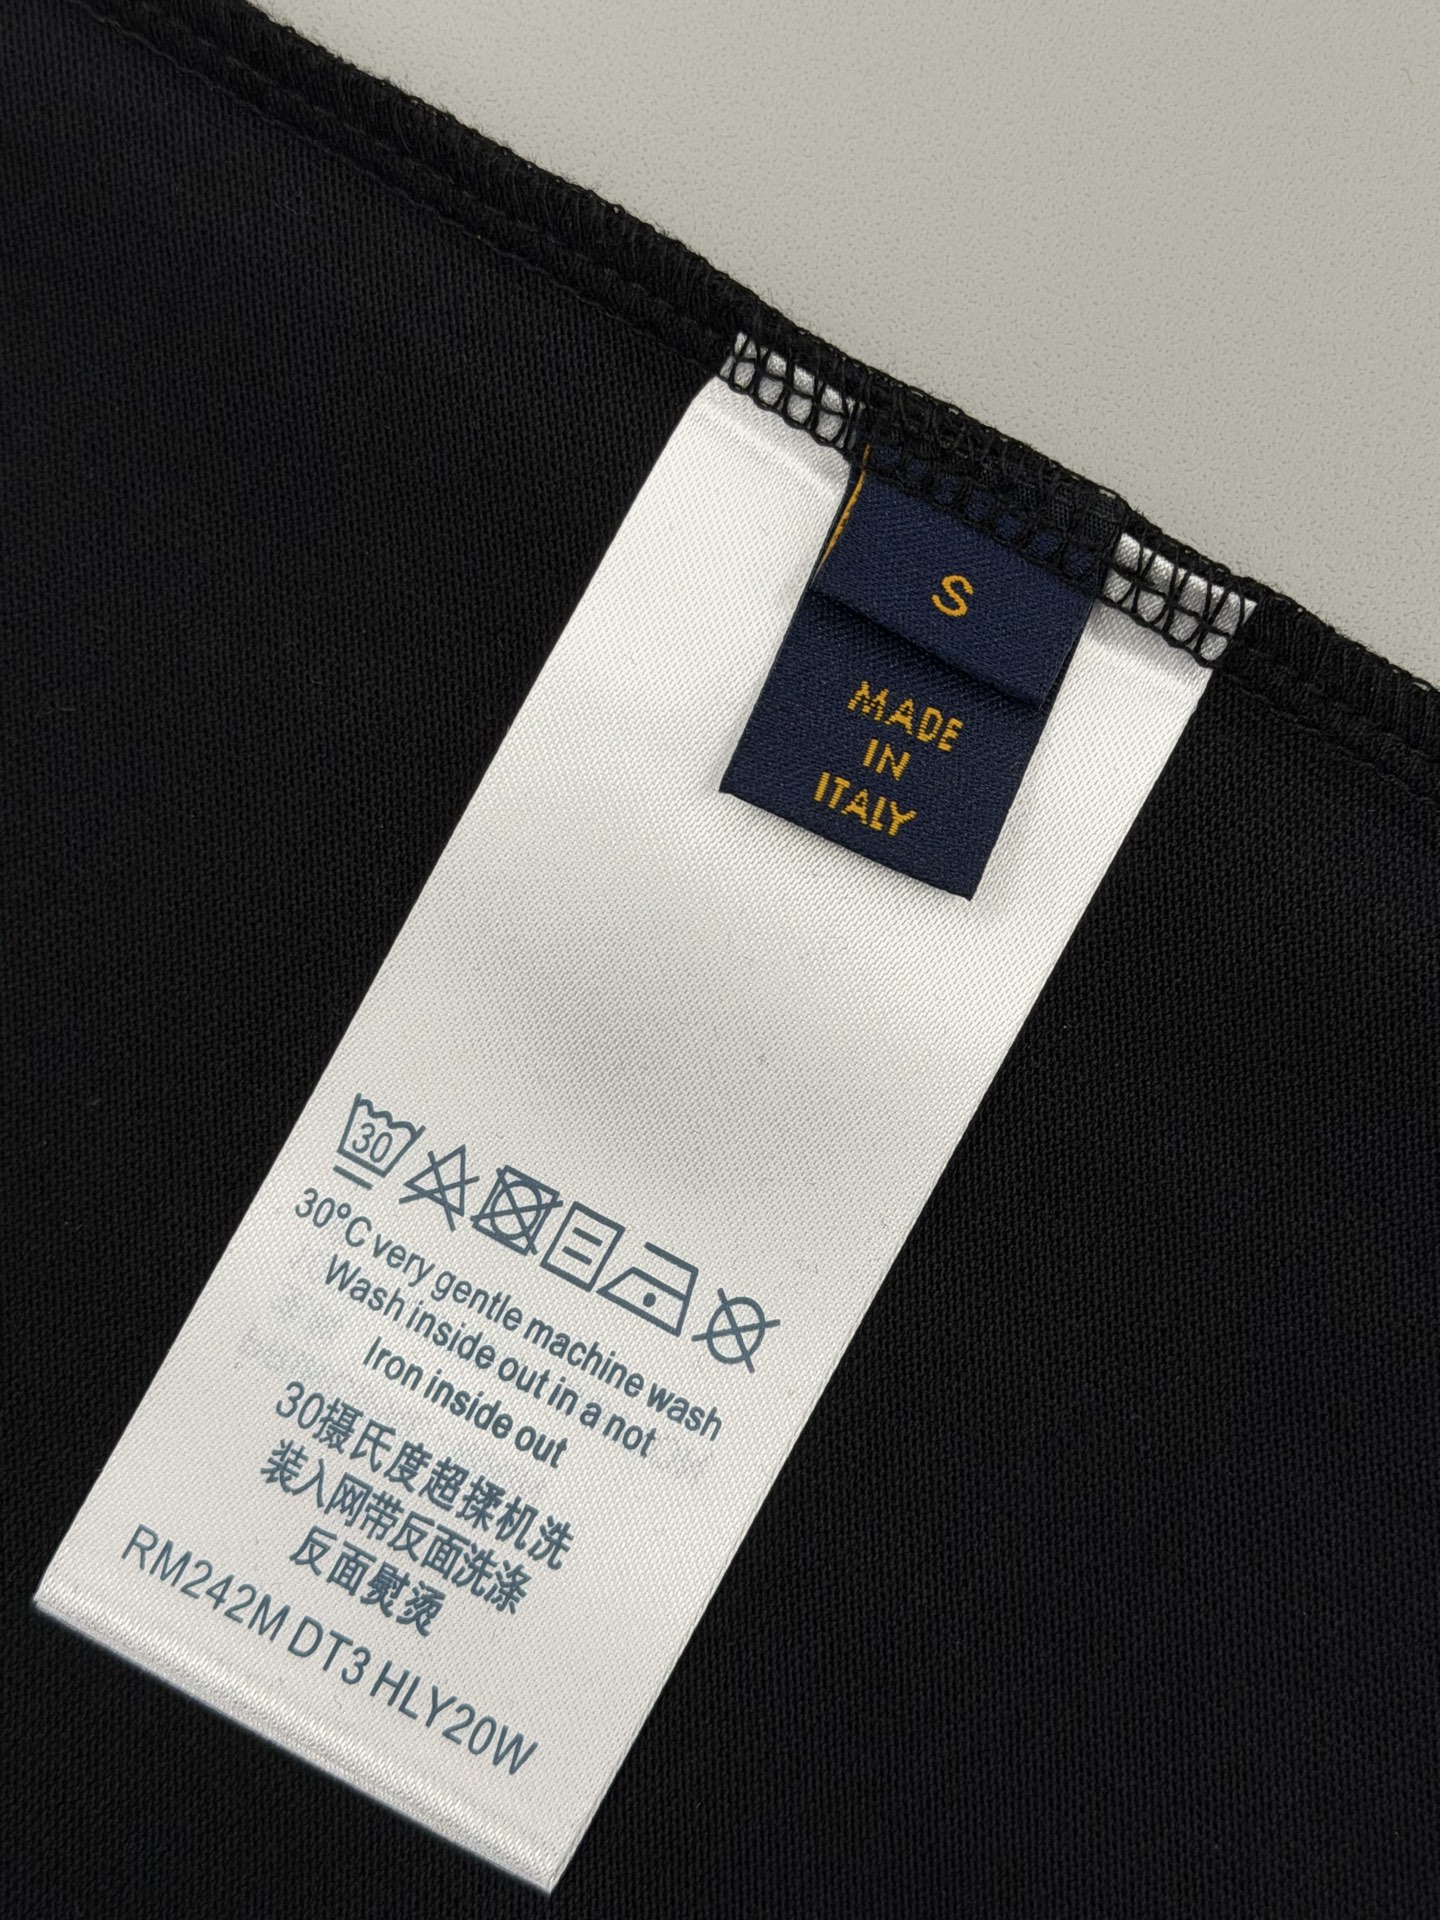 S
MADE
IN
ITALY
30
30°C very gentle machine wash
Wash inside out in a not
Iron inside out
30摄氏度超揉机洗
装入网带反面洗涤
反面熨烫
RM242M DT3 HLY20W